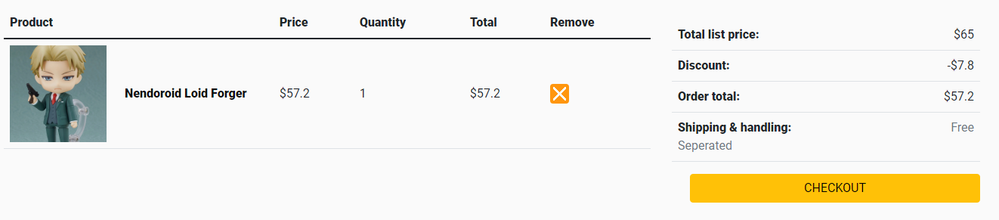 Product Price Quantity Total Remove
Nendoroid Loid Forger $57.2 1 $57.2
Total list price: $65
Discount: -$7.8
Order total: $57.2
Shipping & handling: Free
Seperated
CHECKOUT